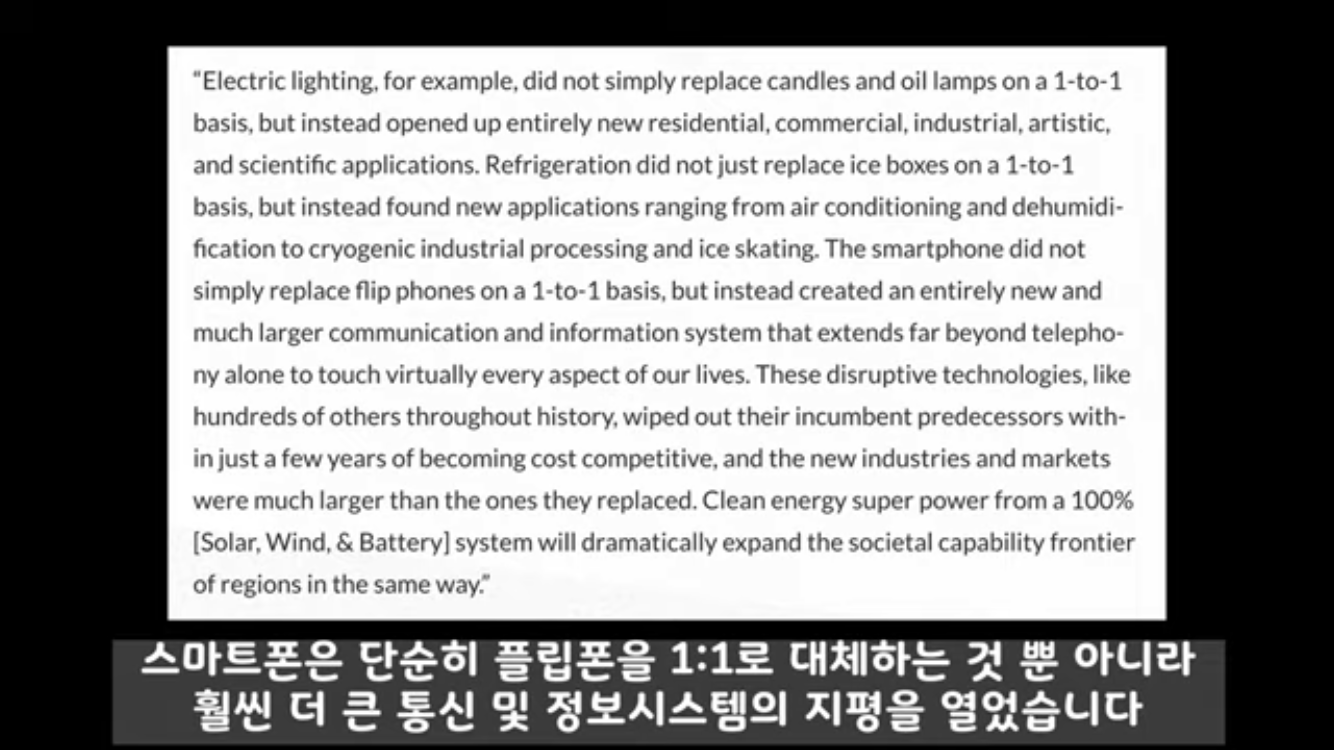 “Electric lighting, for example, did not simply replace candles and oil lamps on a 1-to-1
basis, but instead opened up entirely new residential, commercial, industrial, artistic,
and scientific applications. Refrigeration did not just replace ice boxes on a 1-to-1
basis, but instead found new applications ranging from air conditioning and dehumidi-
fication to cryogenic industrial processing and ice skating. The smartphone did not
simply replace flip phones on a 1-to-1 basis, but instead created an entirely new and
much larger communication and information system that extends far beyond telepho-
ny alone to touch virtually every aspect of our lives. These disruptive technologies, like
hundreds of others throughout history, wiped out their incumbent predecessors with-
in just a few years of becoming cost competitive, and the new industries and markets
were much larger than the ones they replaced. Clean energy super power from a 100%
[Solar, Wind, & Battery] system will dramatically expand the societal capability frontier
of regions in the same way.”
스마트폰은 단순히 플립폰을 1:1로 대체하는 것 뿐 아니라
훨씬 더 큰 통신 및 정보시스템의 지평을 열었습니다